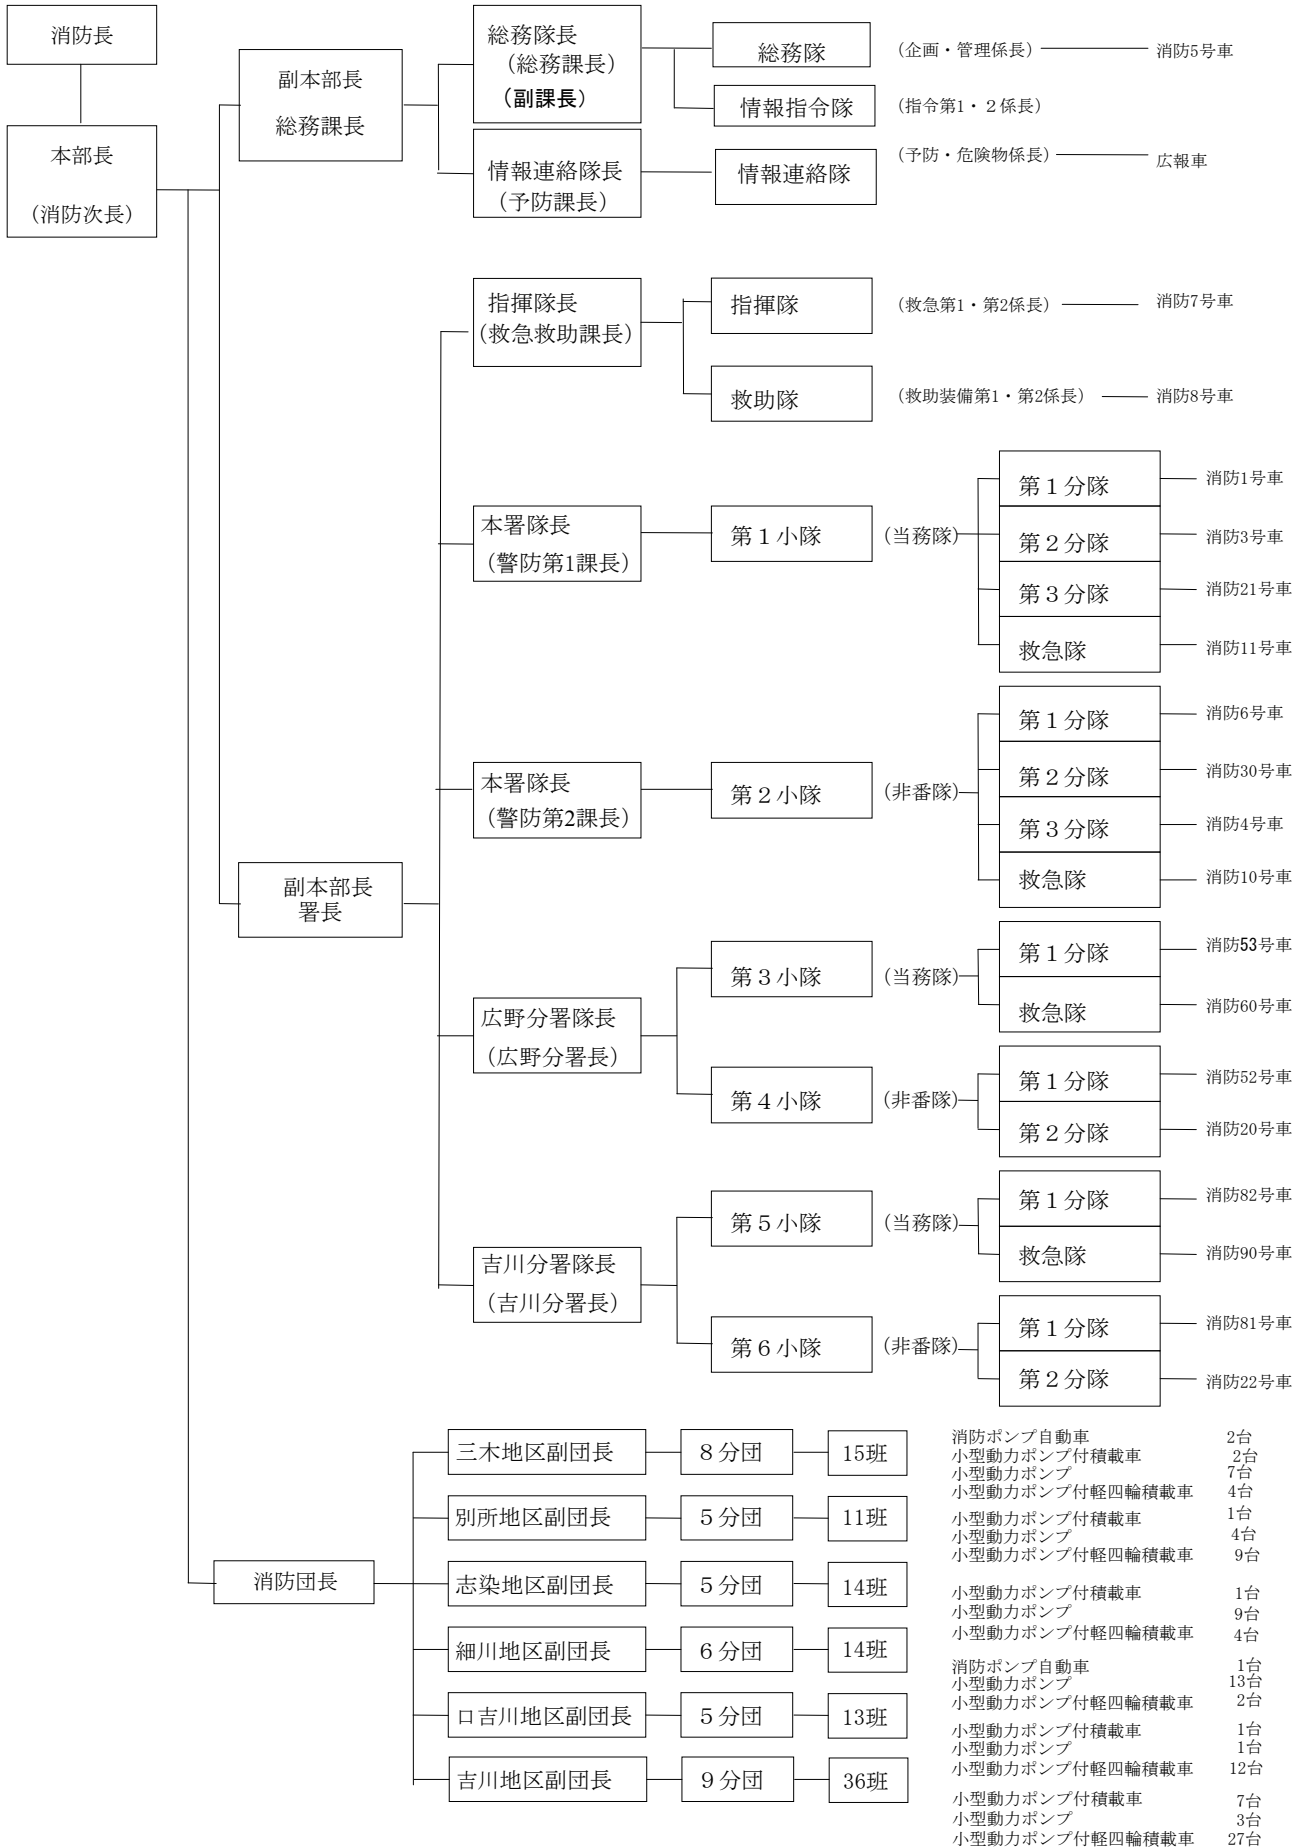 消防長
本部長
(消防次長)
副本部長
総務課長
総務隊長
(総務課長)
(副課長)
総務隊
(企画・管理係長)
消防5号車
情報指令隊
(指令第1・２係長)
情報連絡隊長
(予防課長)
情報連絡隊
(予防・危険物係長)
広報車
指揮隊長
(救急救助課長)
指揮隊
(救急第1・第2係長)
消防7号車
救助隊
(救助装備第1・第2係長)
消防8号車
本署隊長
(警防第1課長)
第１小隊
(当務隊)
第１分隊
消防1号車
第２分隊
消防3号車
第３分隊
消防21号車
救急隊
消防11号車
本署隊長
(警防第2課長)
第２小隊
(非番隊)
第１分隊
消防6号車
第２分隊
消防30号車
第３分隊
消防4号車
救急隊
消防10号車
副本部長
署長
広野分署隊長
(広野分署長)
第３小隊
(当務隊)
第１分隊
消防53号車
救急隊
消防60号車
第４小隊
(非番隊)
第１分隊
消防52号車
第２分隊
消防20号車
吉川分署隊長
(吉川分署長)
第５小隊
(当務隊)
第１分隊
消防82号車
救急隊
消防90号車
第６小隊
(非番隊)
第１分隊
消防81号車
第２分隊
消防22号車
消防団長
三木地区副団長
８分団
15班
消防ポンプ自動車 2台
小型動力ポンプ付積載車 2台
小型動力ポンプ 7台
小型動力ポンプ付軽四輪積載車 4台
別所地区副団長
５分団
11班
小型動力ポンプ付積載車 1台
小型動力ポンプ 4台
小型動力ポンプ付軽四輪積載車 9台
志染地区副団長
５分団
14班
小型動力ポンプ付積載車 1台
小型動力ポンプ 9台
小型動力ポンプ付軽四輪積載車 4台
細川地区副団長
６分団
14班
消防ポンプ自動車 1台
小型動力ポンプ 13台
小型動力ポンプ付軽四輪積載車 2台
口吉川地区副団長
５分団
13班
小型動力ポンプ付積載車 1台
小型動力ポンプ 1台
小型動力ポンプ付軽四輪積載車 12台
吉川地区副団長
９分団
36班
小型動力ポンプ付積載車 7台
小型動力ポンプ 3台
小型動力ポンプ付軽四輪積載車 27台